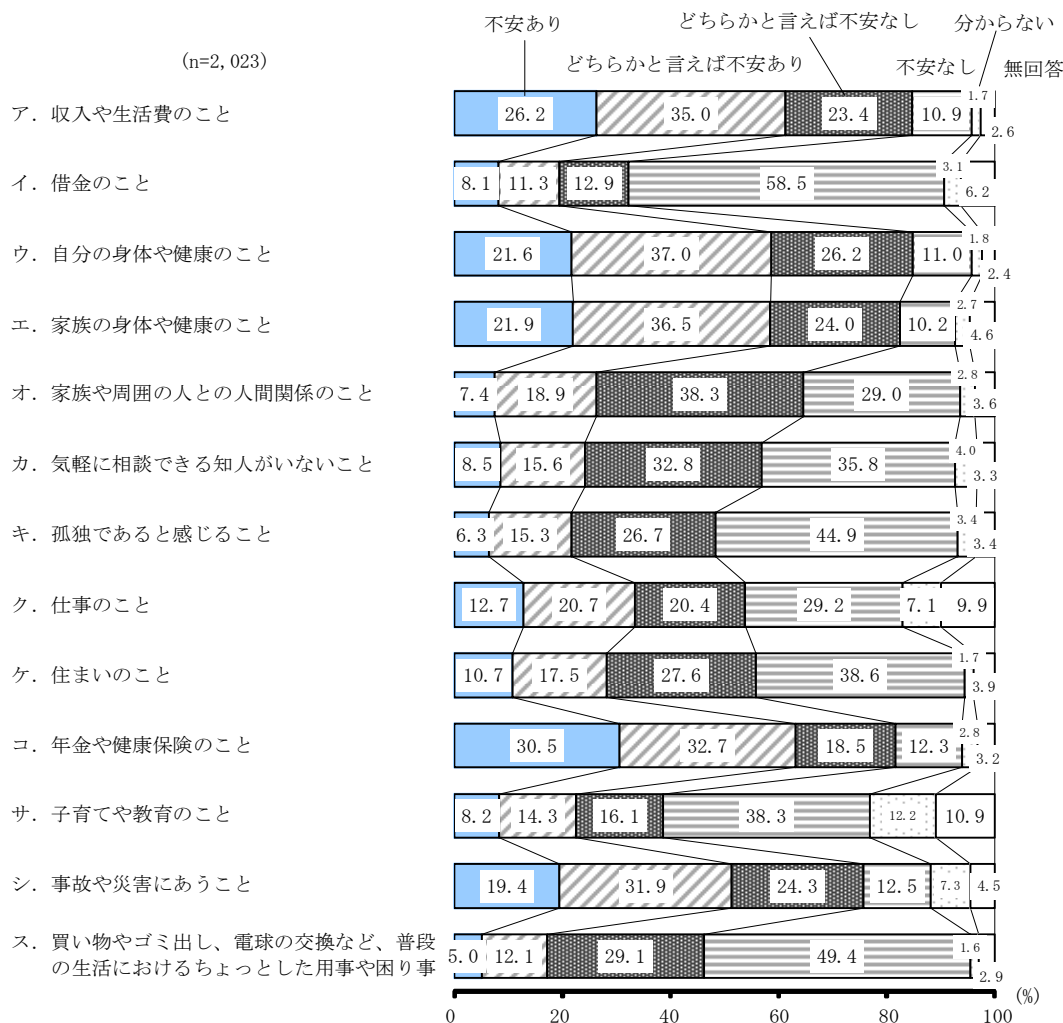 不安あり
どちらかと言えば不安なし
分からない
(n=2,023)
どちらかと言えば不安あり
不安なし
無回答
ア. 収入や生活費のこと 26.2 35.0 23.4 10.9 1.7 2.6
イ. 借金のこと 8.1 11.3 12.9 58.5 3.1 6.2
ウ. 自分の身体や健康のこと 21.6 37.0 26.2 11.0 1.8 2.4
エ. 家族の身体や健康のこと 21.9 36.5 24.0 10.2 2.7 4.6
オ. 家族や周囲の人との人間関係のこと 7.4 18.9 38.3 29.0 2.8 3.6
カ. 気軽に相談できる知人がいないこと 8.5 15.6 32.8 35.8 4.0 3.3
キ. 孤独であると感じること 6.3 15.3 26.7 44.9 3.4 3.4
ク. 仕事のこと 12.7 20.7 20.4 29.2 7.1 9.9
ケ. 住まいのこと 10.7 17.5 27.6 38.6 1.7 3.9
コ. 年金や健康保険のこと 30.5 32.7 18.5 12.3 2.8 3.2
サ. 子育てや教育のこと 8.2 14.3 16.1 38.3 12.2 10.9
シ. 事故や災害にあうこと 19.4 31.9 24.3 12.5 7.3 4.5
ス. 買い物やゴミ出し、電球の交換など、普段
の生活におけるちょっとした用事や困り事 5.0 12.1 29.1 49.4 1.6 2.9
0 20 40 60 80 100 (%)